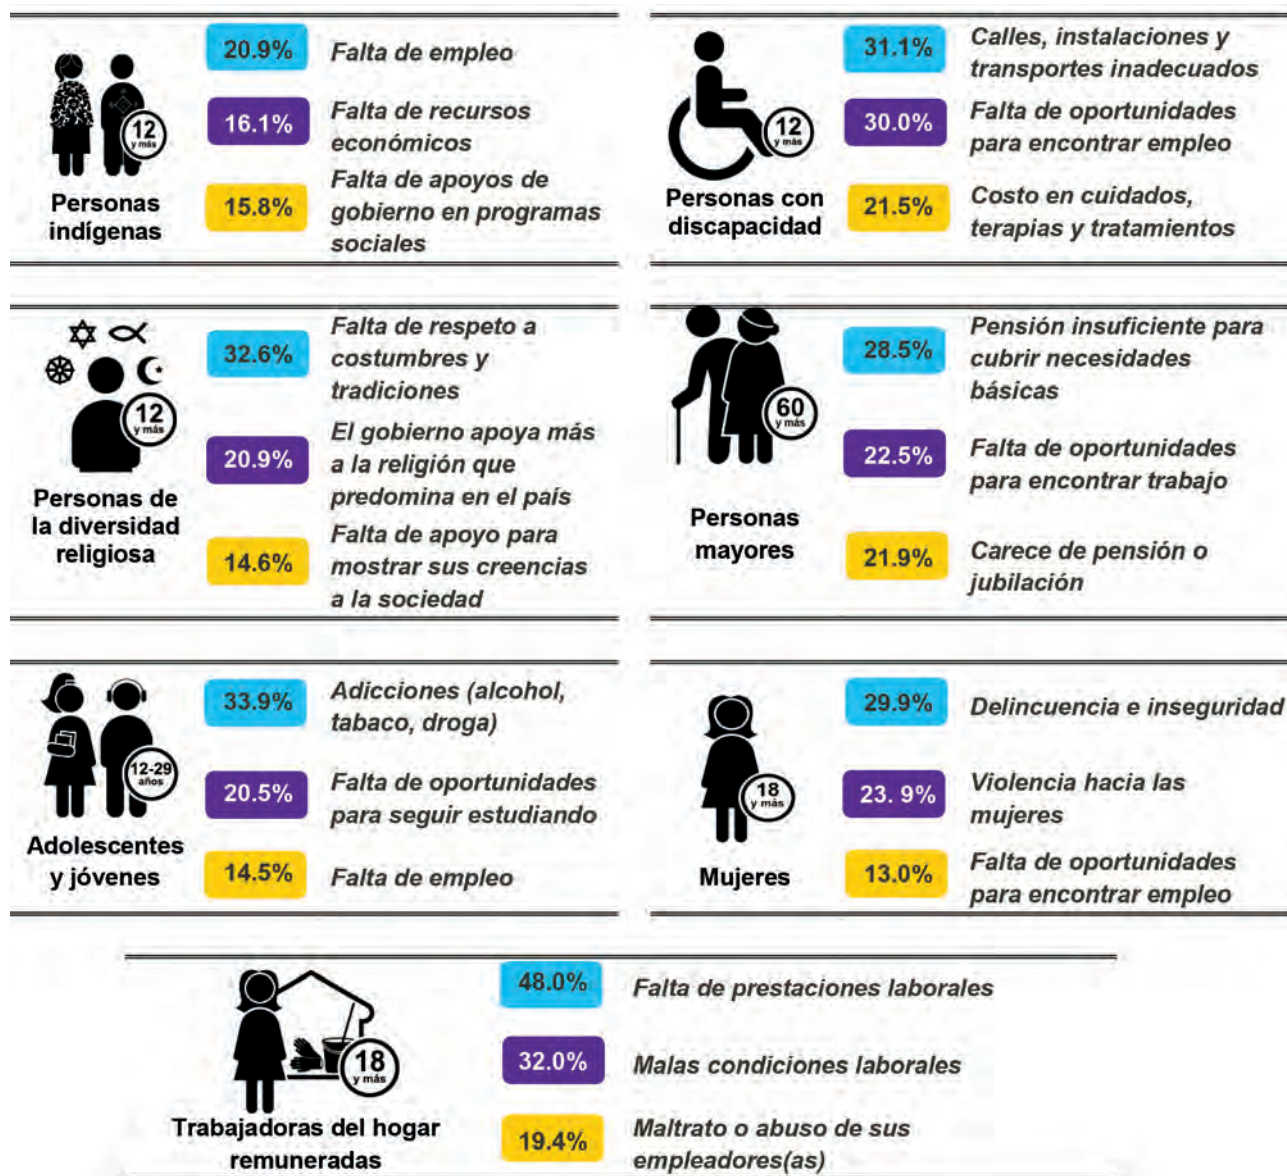 20.9%
Falta de empleo
16.1%
Falta de recursos
económicos
15.8%
Falta de apoyos de
gobierno en programas
sociales
12
y más
Personas
indígenas
31.1%
Calles, instalaciones y
transportes inadecuados
30.0%
Falta de oportunidades
para encontrar empleo
21.5%
Costo en cuidados,
terapias y tratamientos
12
y más
Personas con
discapacidad
32.6%
Falta de respeto a
costumbres y
tradiciones
20.9%
El gobierno apoya más
a la religión que
predomina en el país
14.6%
Falta de apoyo para
mostrar sus creencias
a la sociedad
12
y más
Personas de
la diversidad
religiosa
28.5%
Pensión insuficiente para
cubrir necesidades
básicas
22.5%
Falta de oportunidades
para encontrar trabajo
21.9%
Carece de pensión o
jubilación
60
y más
Personas
mayores
33.9%
Adicciones (alcohol,
tabaco, droga)
20.5%
Falta de oportunidades
para seguir estudiando
14.5%
Falta de empleo
12-29
años
Adolescentes
y jóvenes
29.9%
Delincuencia e inseguridad
23. 9%
Violencia hacia las
mujeres
13.0%
Falta de oportunidades
para encontrar empleo
18
y más
Mujeres
48.0%
Falta de prestaciones laborales
32.0%
Malas condiciones laborales
19.4%
Maltrato o abuso de sus
empleadores(as)
18
y más
Trabajadoras del hogar
remuneradas